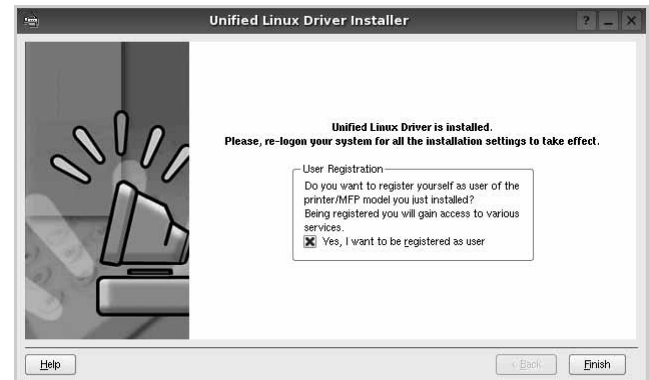 Unified Linux Driver Installer
Unified Linux Driver is installed.
Please, re-logon your system for all the installation settings to take effect.
User Registration
Do you want to register yourself as user of the
printer/MFP model you just installed?
Being registered you will gain access to various
services.
Yes, I want to be registered as user
Help
< Back
Finish